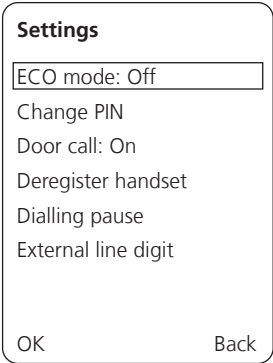 Settings
ECO mode: Off
Change PIN
Door call: On
Deregister handset
Dialling pause
External line digit
OK Back